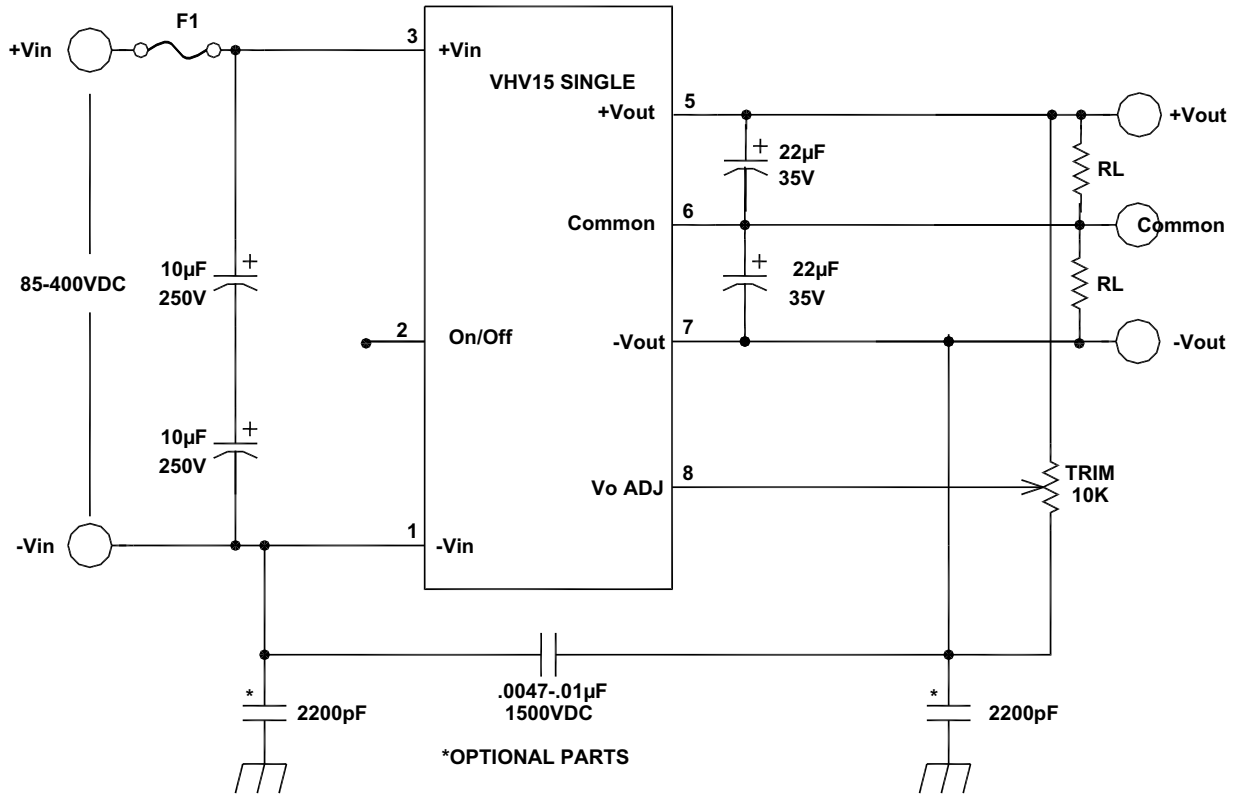 F1
+Vin
3
+Vin
VHV15 SINGLE
+Vout
5
+Vout
22µF
35V
RL
Common
6
Common
10µF
250V
85-400VDC
22µF
35V
RL
2
On/Off
-Vout
7
-Vout
10µF
250V
Vo ADJ
8
TRIM
10K
-Vin
1
-Vin
*
2200pF
.0047-.01µF
1500VDC
*
2200pF
*OPTIONAL PARTS